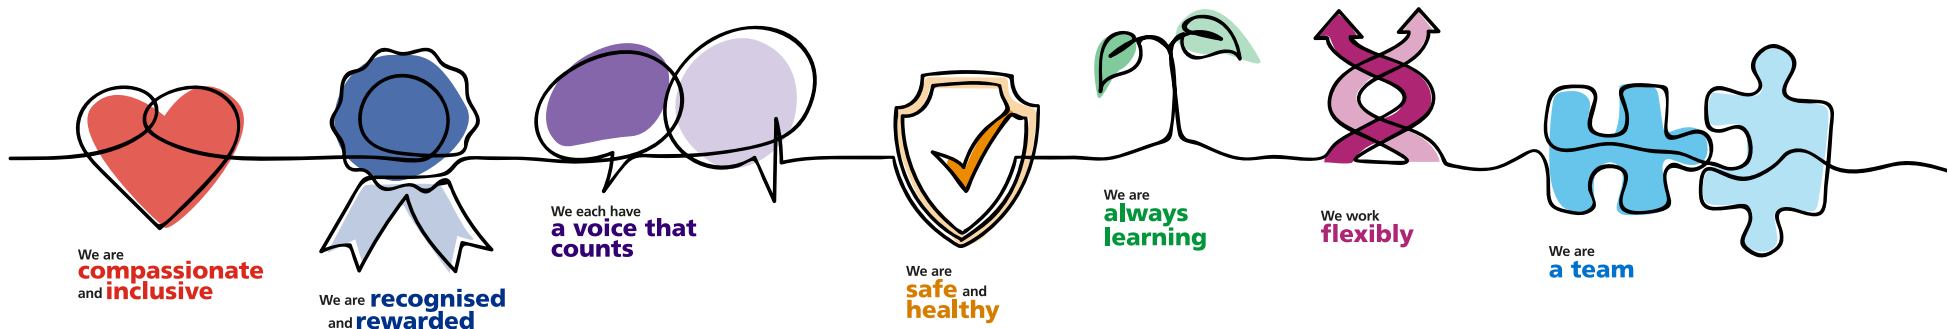 We are
compassionate
and inclusive
We are recognised
and rewarded
We each have
a voice that
counts
We are
safe and
healthy
We are
always
learning
We work
flexibly
We are
a team